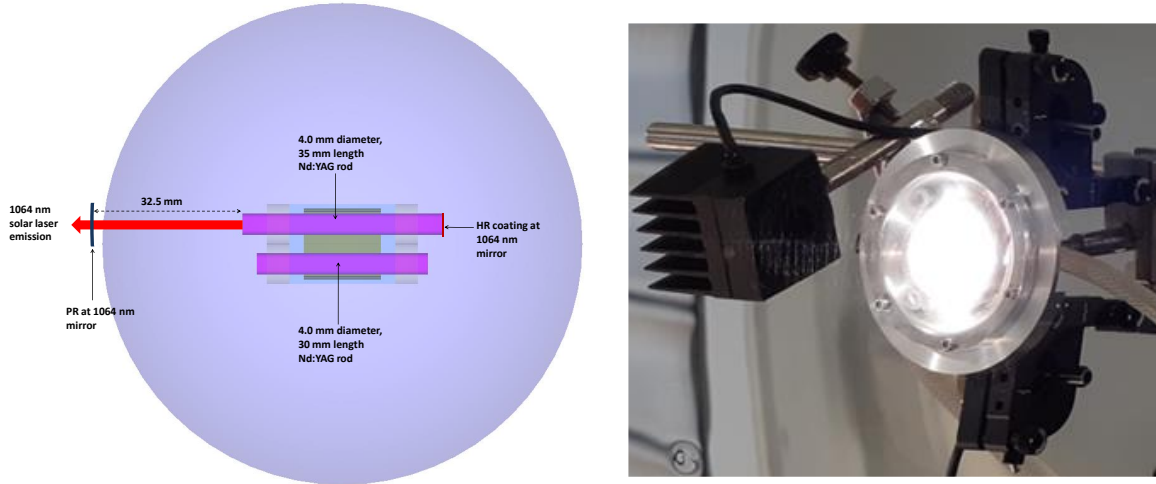 4.0 mm diameter,
35 mm length
Nd:YAG rod
32.5 mm
1064 nm
solar laser
emission
HR coating at
1064 nm
mirror
PR at 1064 nm
mirror
4.0 mm diameter,
30 mm length
Nd:YAG rod